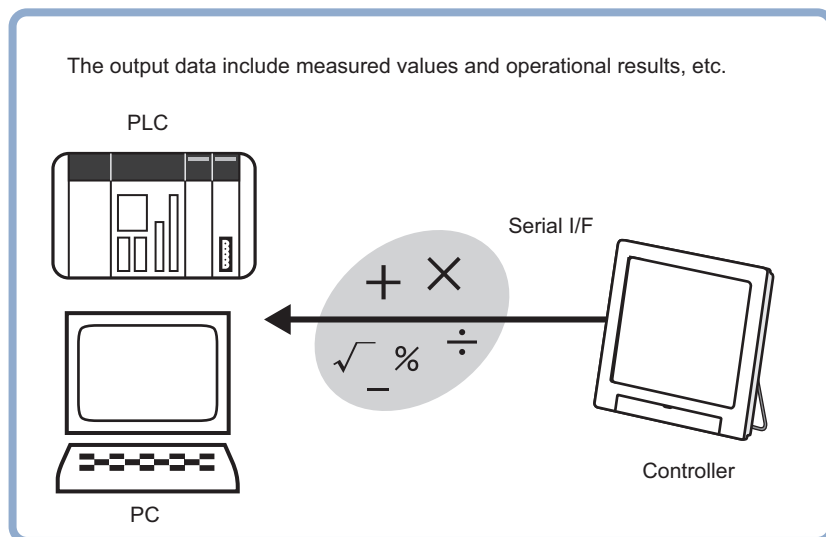 The output data include measured values and operational results, etc.
PLC
Serial I/F
+ ×
√ % ÷
−
Controller
PC